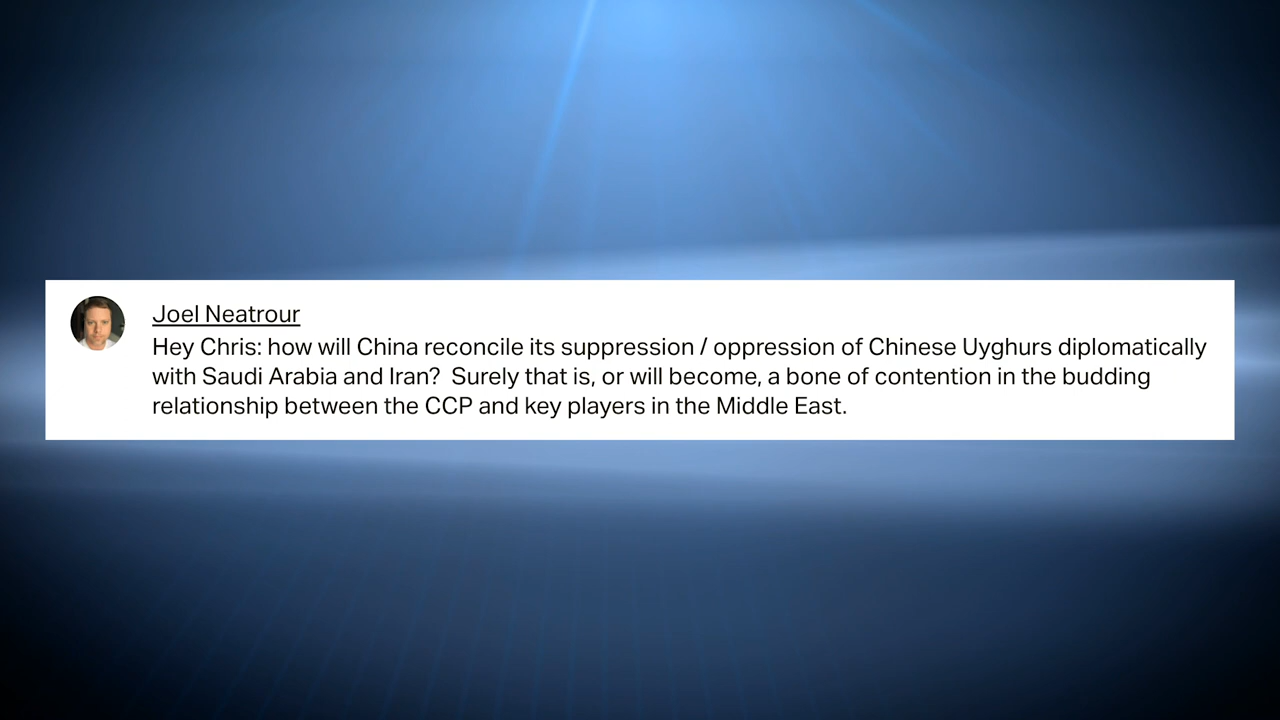 Joel Neatrour
Hey Chris: how will China reconcile its suppression / oppression of Chinese Uyghurs diplomatically
with Saudi Arabia and Iran?  Surely that is, or will become, a bone of contention in the budding
relationship between the CCP and key players in the Middle East.